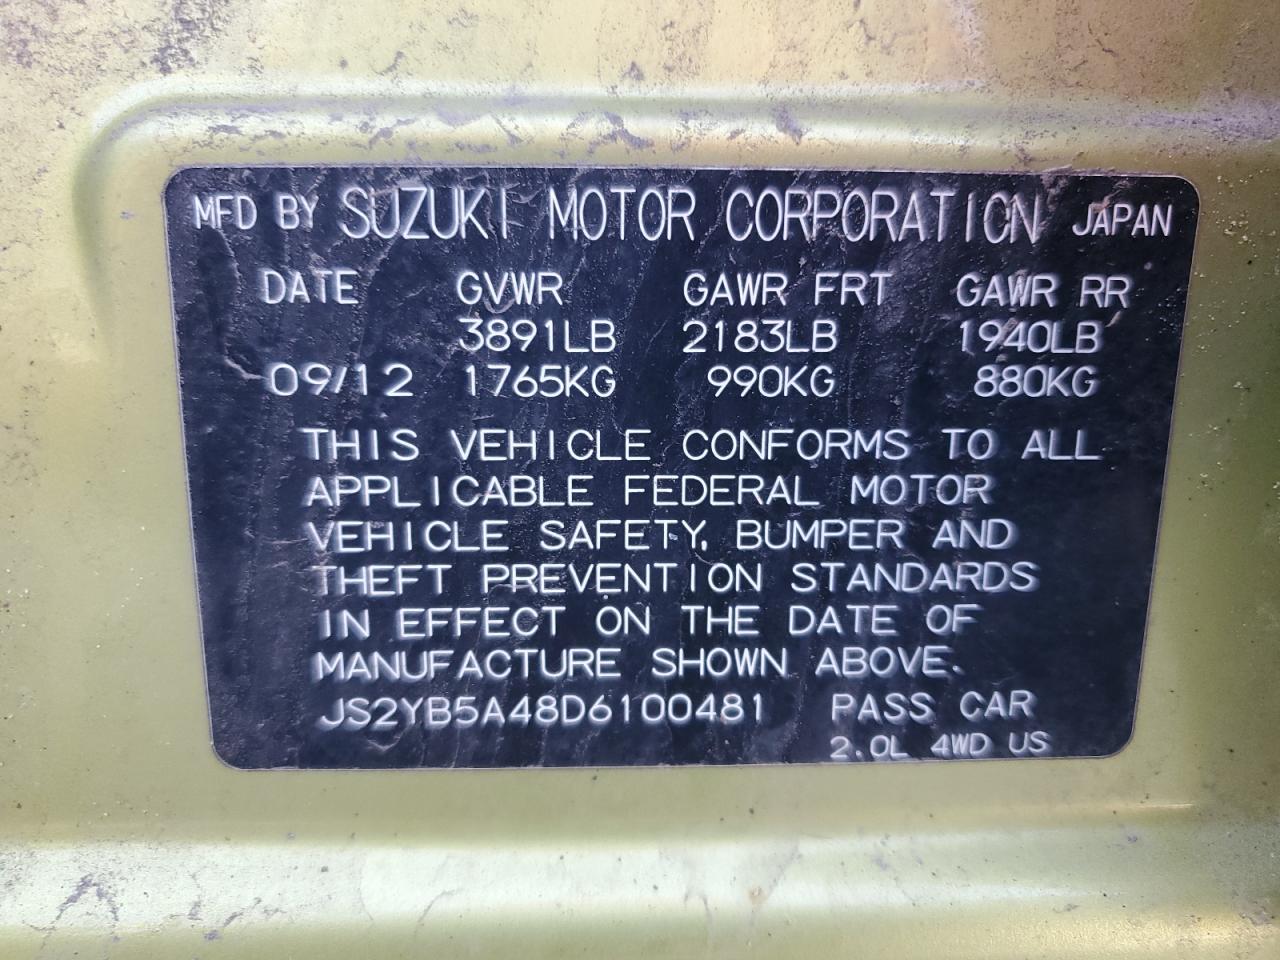 MFD BY SUZUKI MOTOR CORPORATION JAPAN
DATE GVWR GAWR FRT GAWR RR
3891LB 2183LB 1940LB
09/12 1765KG 990KG 880KG
THIS VEHICLE CONFORMS TO ALL
APPLICABLE FEDERAL MOTOR
VEHICLE SAFETY, BUMPER AND
THEFT PREVENTION STANDARDS
IN EFFECT ON THE DATE OF
MANUFACTURE SHOWN ABOVE.
JS2YB5A48D6100481 PASS CAR
2.0L 4WD US